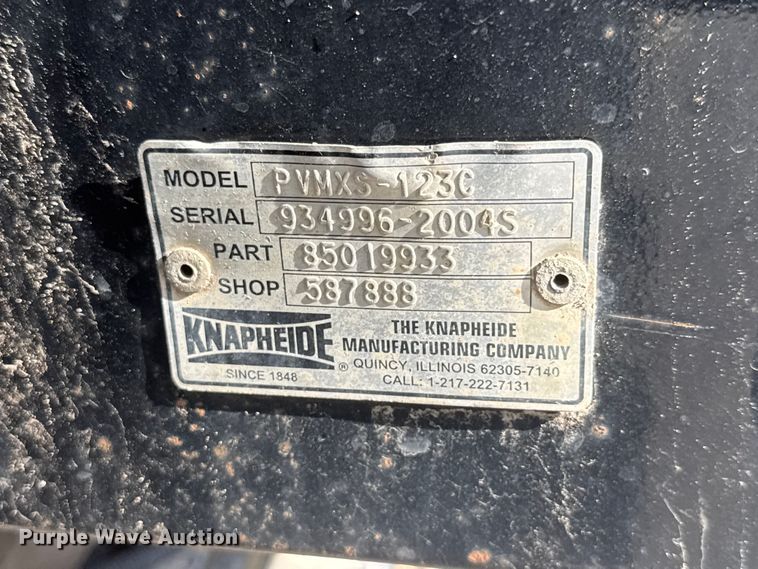 MODEL PVMXS-123C
SERIAL 934996-2004S
PART 85019933
SHOP 587888
KNAPHEIDE ®
SINCE 1848
THE KNAPHEIDE
MANUFACTURING COMPANY
QUINCY, ILLINOIS 62305-7140
CALL: 1-217-222-7131
Purple Wave Auction